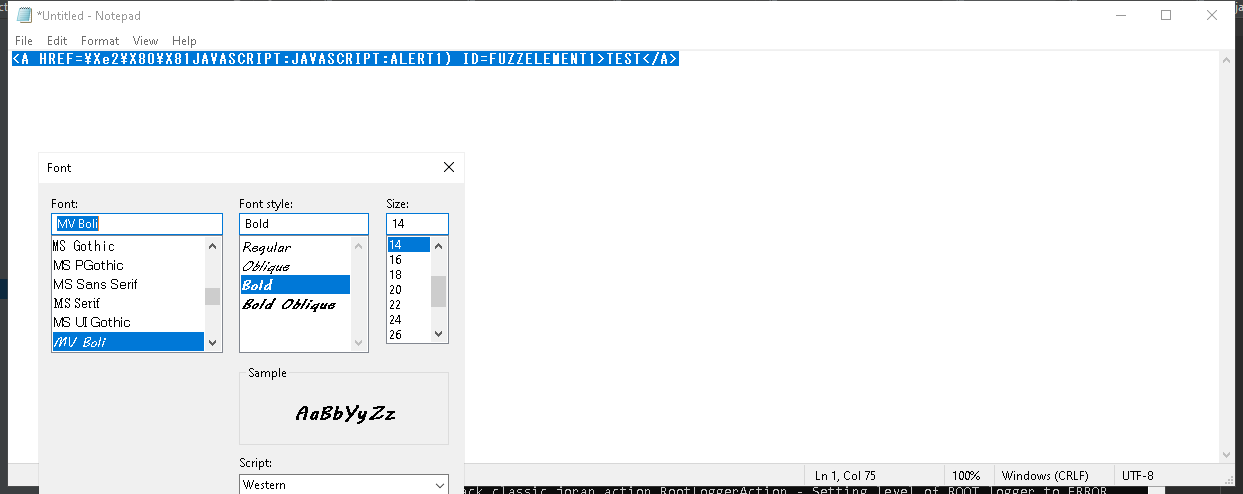 *Untitled - Notepad
File Edit Format View Help
<A HREF=¥Xe2¥X80¥X81JAVASCRIPT:JAVASCRIPT:ALERT1) ID=FUZZELEMENT1>TEST</A>
Font
Font: Font style: Size:
MV Boli Bold 14
MS Gothic Regular 14
MS PGothic Oblique 16
MS Sans Serif Bold 18
MS Serif Bold Oblique 20
MS UI Gothic 22
MV Boli 24
26
Sample
AaBbYyZz
Script:
Western
Ln 1, Col 75 100% Windows (CRLF) UTF-8
ack classic joran action RootLoggerAction - Setting level of ROOT logger to ERROR